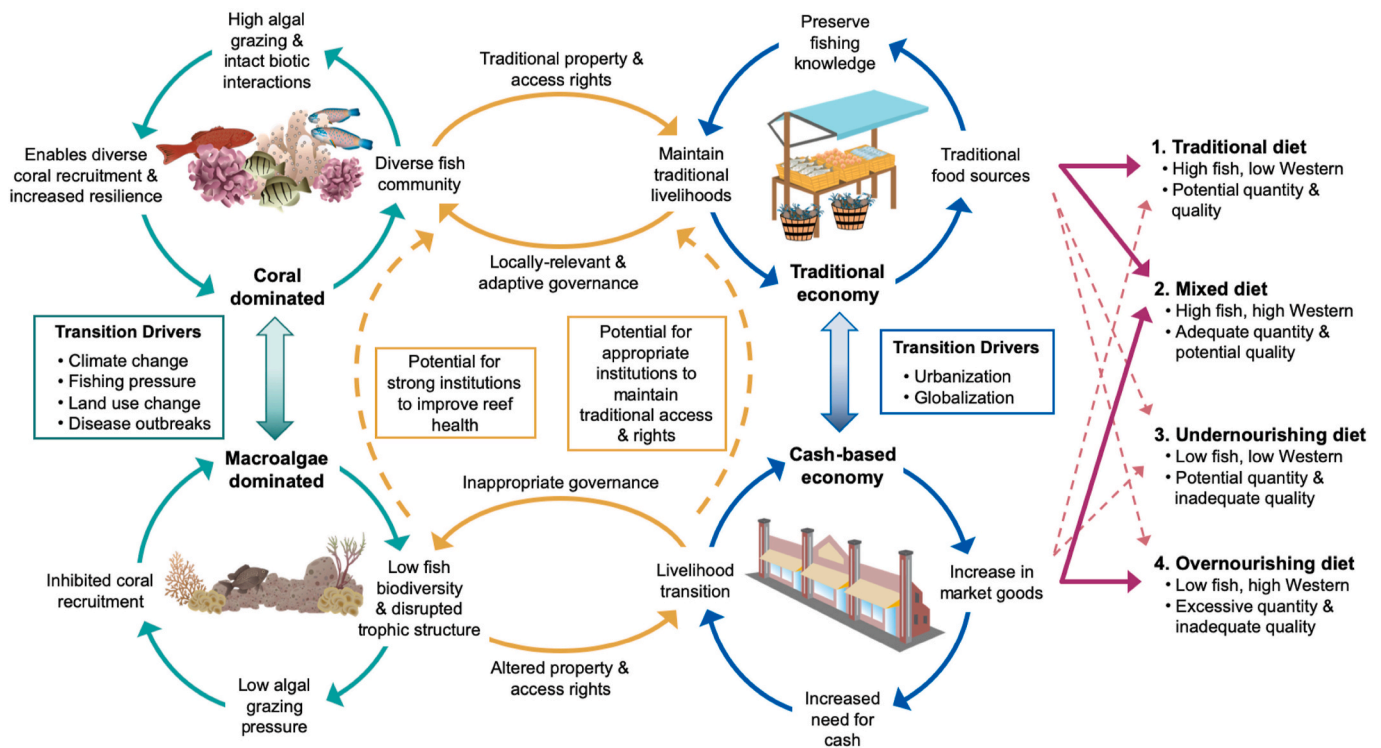 High algal
grazing &
intact biotic
interactions
Enables diverse
coral recruitment &
increased resilience
Diverse fish
community
Coral
dominated
Traditional property &
access rights
Locally-relevant &
adaptive governance
Preserve
fishing
knowledge
Maintain
traditional
livelihoods
Traditional
food sources
Traditional
economy
Transition Drivers
• Climate change
• Fishing pressure
• Land use change
• Disease outbreaks
Potential for
strong institutions
to improve reef
health
Potential for
appropriate
institutions to
maintain
traditional access
& rights
Transition Drivers
• Urbanization
• Globalization
Macroalgae
dominated
Inhibited coral
recruitment
Low fish
biodiversity
& disrupted
trophic structure
Low algal
grazing
pressure
Inappropriate governance
Altered property &
access rights
Cash-based
economy
Livelihood
transition
Increase in
market goods
Increased
need for
cash
1. Traditional diet
• High fish, low Western
• Potential quantity &
quality
2. Mixed diet
• High fish, high Western
• Adequate quantity &
potential quality
3. Undernourishing diet
• Low fish, low Western
• Potential quantity &
inadequate quality
4. Overnourishing diet
• Low fish, high Western
• Excessive quantity &
inadequate quality